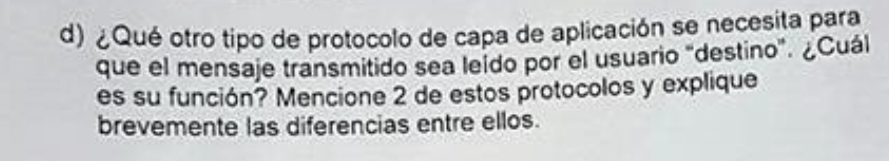 d) ¿Qué otro tipo de protocolo de capa de aplicación se necesita para
que el mensaje transmitido sea leído por el usuario “destino”. ¿Cuál
es su función? Mencione 2 de estos protocolos y explique
brevemente las diferencias entre ellos.